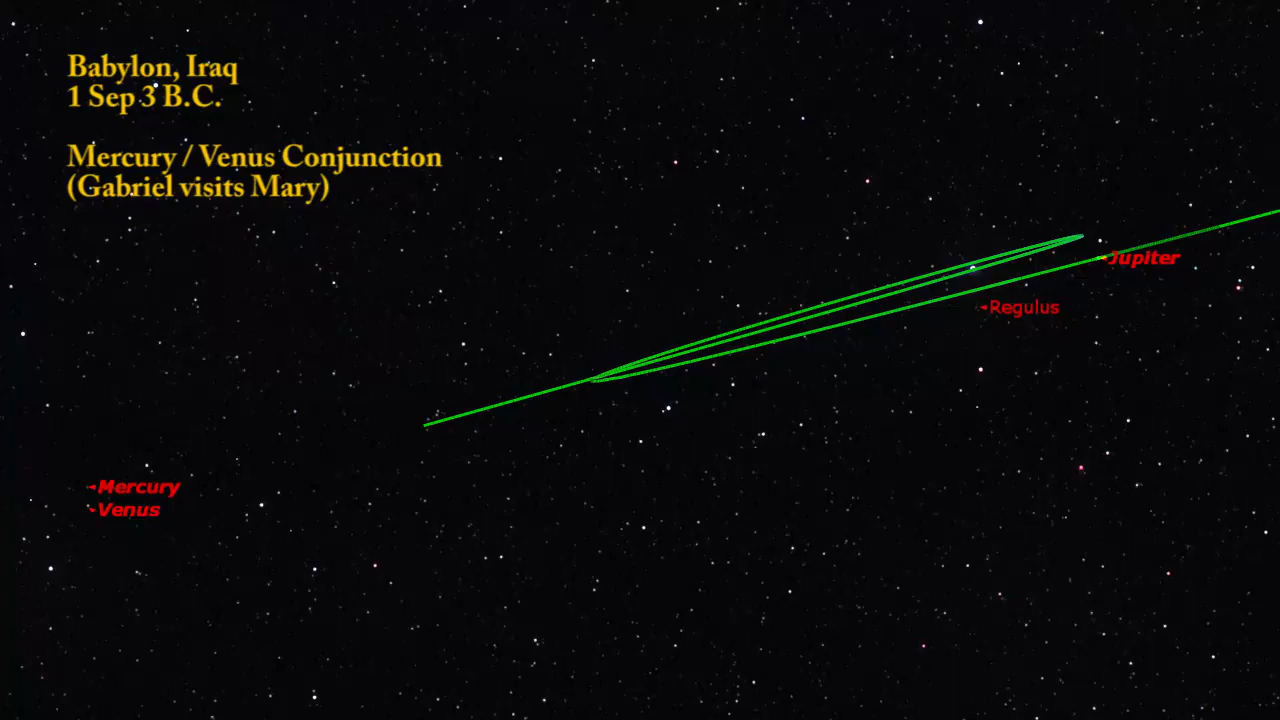 Babylon, Iraq
1 Sep 3 B.C.
Mercury / Venus Conjunction
(Gabriel visits Mary)
Jupiter
Regulus
Mercury
Venus